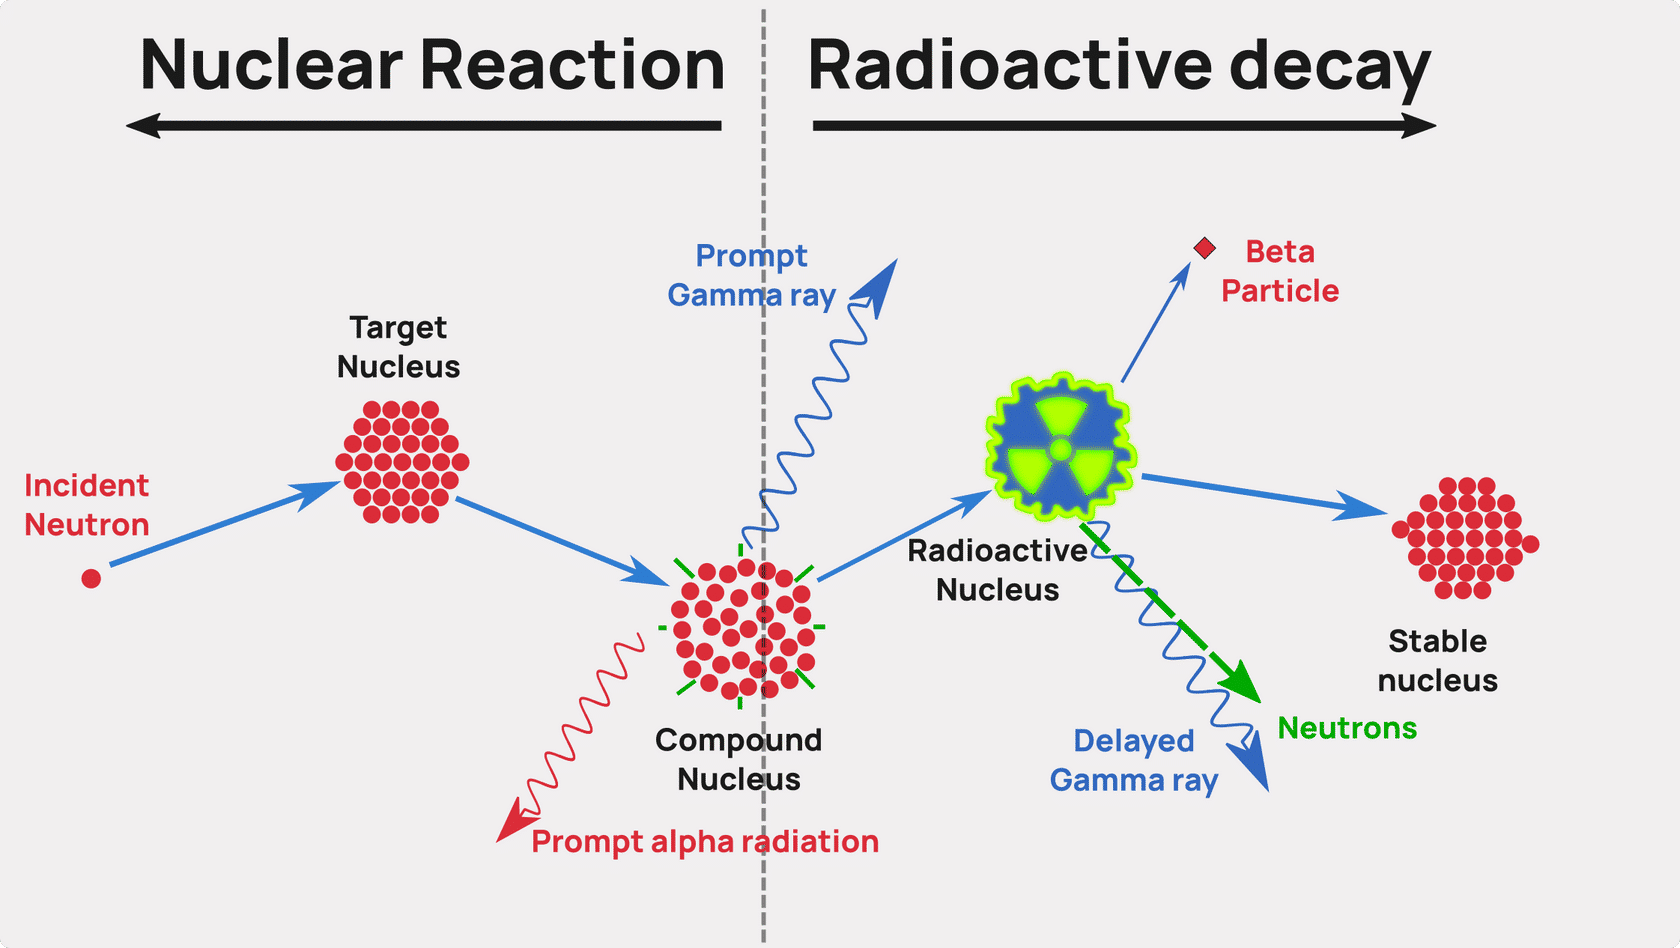 Nuclear Reaction
Radioactive decay
Prompt
Gamma ray
Beta
Particle
Target
Nucleus
Incident
Neutron
Radioactive
Nucleus
Stable
nucleus
Compound
Nucleus
Delayed
Gamma ray
Neutrons
Prompt alpha radiation